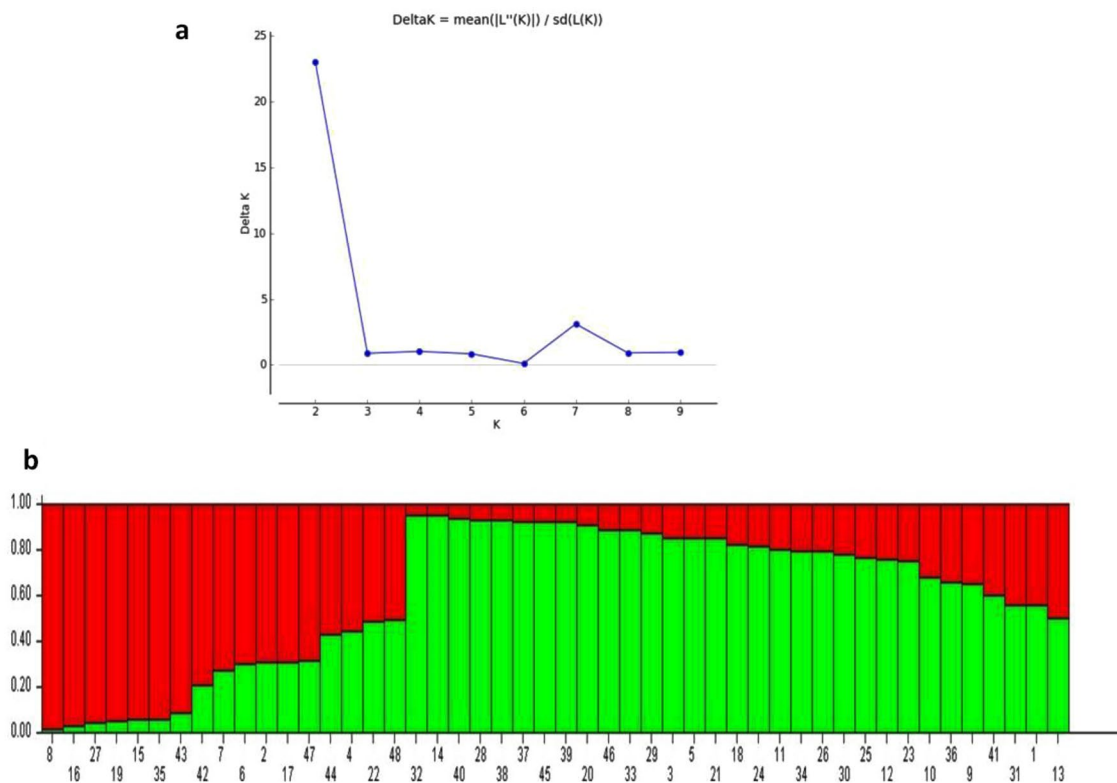 a
DeltaK = mean(|L''(K)|) / sd(L(K))
25
20
15
10
5
0
Delta K
2 3 4 5 6 7 8 9
K
b
1.00
0.80
0.60
0.40
0.20
0.00
8 27 15 43 7 2 47 4 48 14 28 37 39 46 29 5 18 11 26 25 23 36 41 1
16 19 35 42 6 17 44 22 32 40 38 45 20 33 3 21 24 34 30 12 10 9 31 13